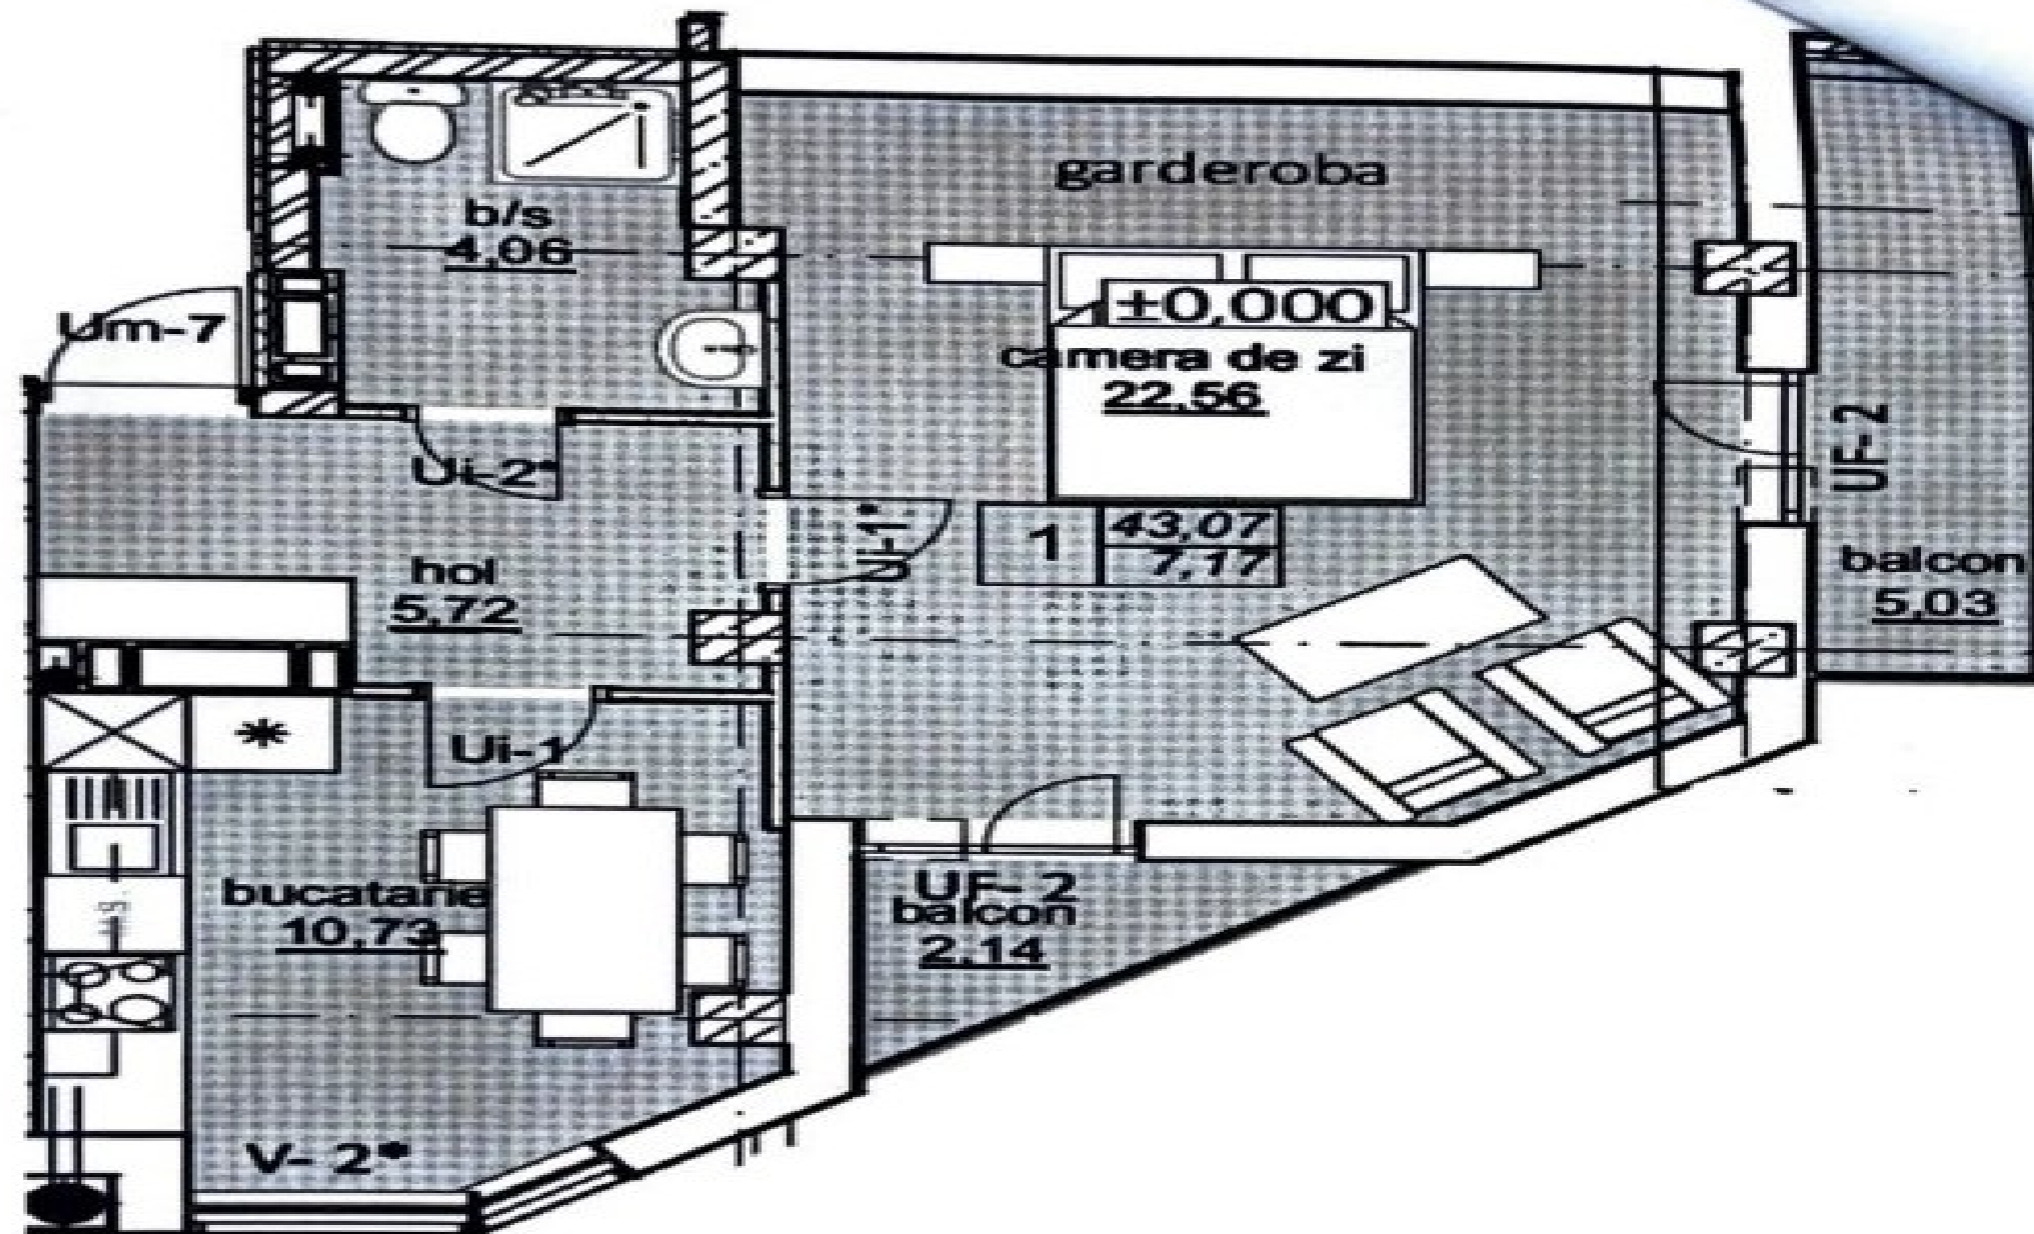 garderoba
b/s
4,06
±0,000
Um-7
camera de zi
22,56
UF-2
Ui-2*
Ui-1*
1
43,07
7,17
hol
5,72
balcon
5,03
Ui-1
*
bucatarie
10,73
UF- 2
balcon
2,14
V- 2*